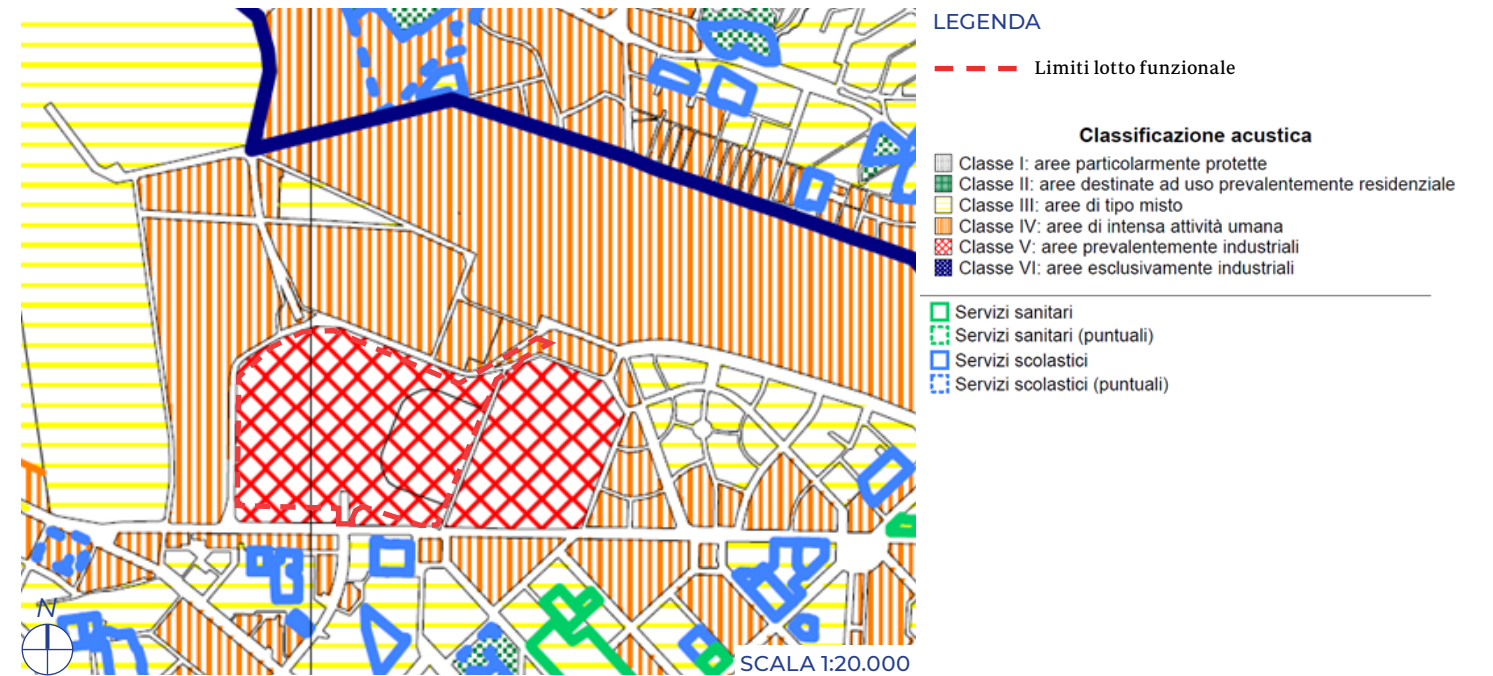 LEGENDA
Limiti lotto funzionale
Classificazione acustica
Classe I: aree particolarmente protette
Classe II: aree destinate ad uso prevalentemente residenziale
Classe III: aree di tipo misto
Classe IV: aree di intensa attività umana
Classe V: aree prevalentemente industriali
Classe VI: aree esclusivamente industriali
Servizi sanitari
Servizi sanitari (puntuali)
Servizi scolastici
Servizi scolastici (puntuali)
N
SCALA 1:20.000